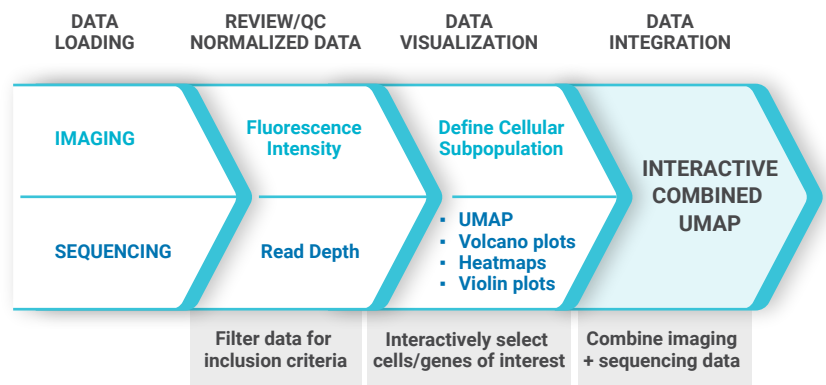 DATA
LOADING
REVIEW/QC
NORMALIZED DATA
DATA
VISUALIZATION
DATA
INTEGRATION
IMAGING
Fluorescence
Intensity
Define Cellular
Subpopulation
INTERACTIVE
COMBINED
UMAP
SEQUENCING
Read Depth
▪ UMAP
▪ Volcano plots
▪ Heatmaps
▪ Violin plots
Filter data for
inclusion criteria
Interactively select
cells/genes of interest
Combine imaging
+ sequencing data